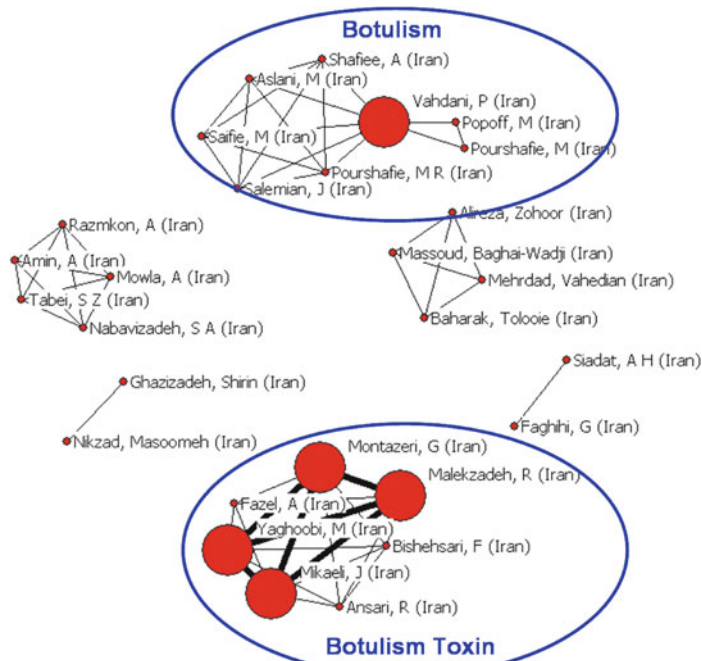 Botulism
Shafiee, A (Iran)
Aslani, M (Iran)
Vahdani, P (Iran)
Popoff, M (Iran)
Saifie, M (Iran)
Pourshafie, M (Iran)
Pourshafie, M R (Iran)
Salemian, J (Iran)
Alireza, Zohoor (Iran)
Razmkon, A (Iran)
Massoud, Baghai-Wadji (Iran)
Amin, A (Iran)
Mowla, A (Iran)
Mehrdad, Vahedian (Iran)
Tabei, S Z (Iran)
Baharak, Tolooie (Iran)
Nabavizadeh, S A (Iran)
Siadat, A H (Iran)
Ghazizadeh, Shirin (Iran)
Faghihi, G (Iran)
Nikzad, Masoomeh (Iran)
Montazeri, G (Iran)
Malekzadeh, R (Iran)
Fazel, A (Iran)
Yaghoobi, M (Iran)
Bishehsari, F (Iran)
Mikaeli, J (Iran)
Ansari, R (Iran)
Botulism Toxin